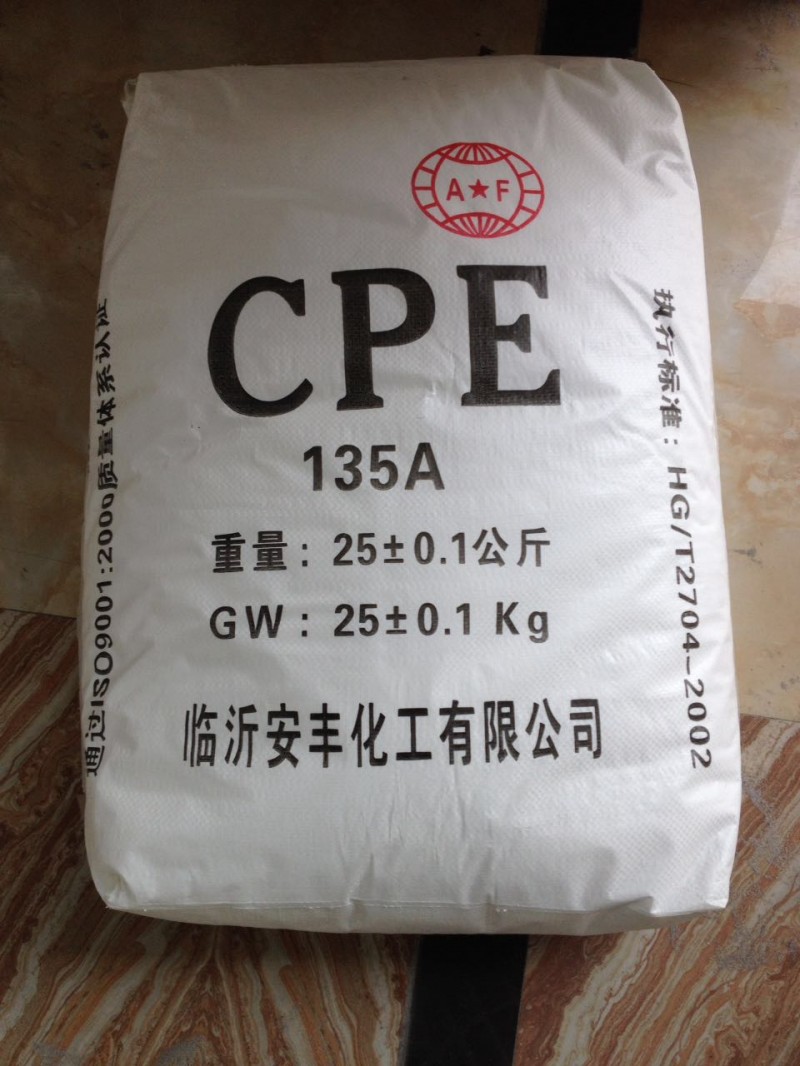 A★F
CPE
135A
重量：25±0.1公斤
GW：25±0.1 Kg
临沂安丰化工有限公司
通过ISO9001:2000质量体系认证
执行标准：HG/T2704-2002